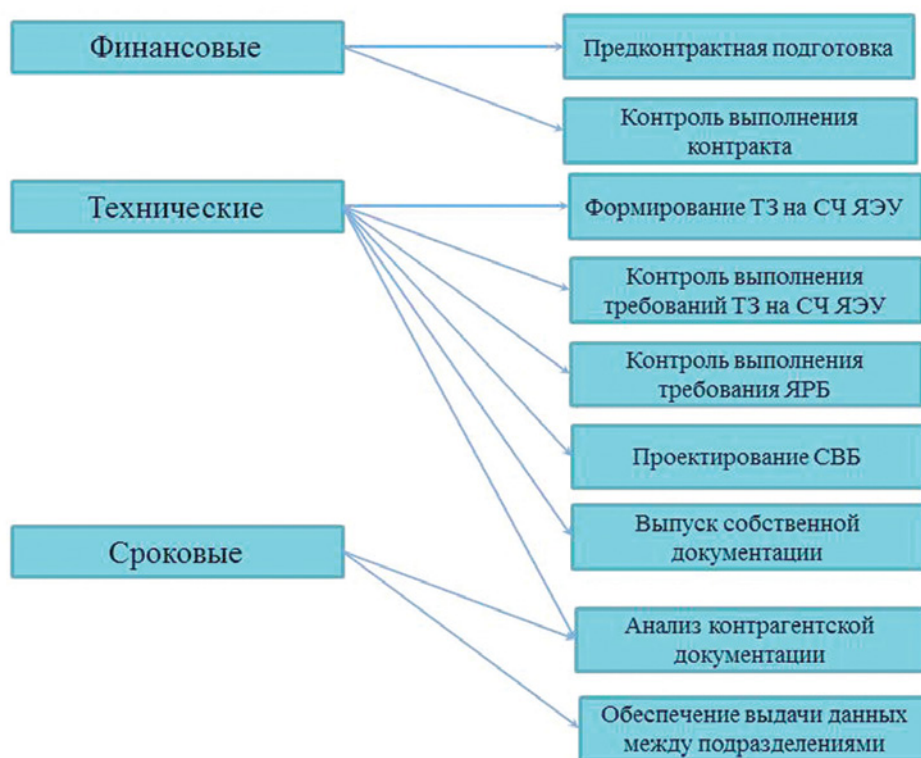 Финансовые
Предконтрактная подготовка
Контроль выполнения
контракта
Технические
Формирование ТЗ на СЧ ЯЭУ
Контроль выполнения
требований ТЗ на СЧ ЯЭУ
Контроль выполнения
требования ЯРБ
Проектирование СВБ
Выпуск собственной
документации
Сроковые
Анализ контрагентской
документации
Обеспечение выдачи данных
между подразделениями